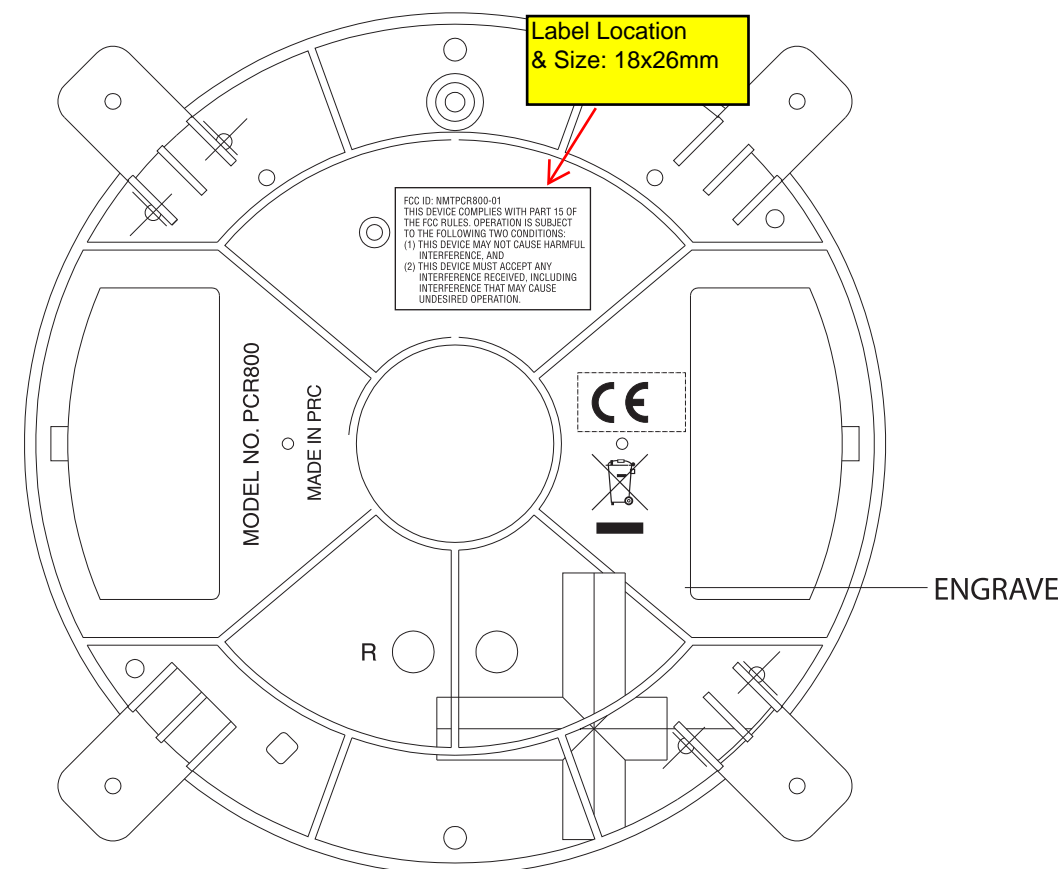 Label Location
& Size: 18x26mm
FCC ID: NMTPCR800-01
THIS DEVICE COMPLIES WITH PART 15 OF
THE FCC RULES. OPERATION IS SUBJECT
TO THE FOLLOWING TWO CONDITIONS:
(1) THIS DEVICE MAY NOT CAUSE HARMFUL
INTERFERENCE, AND
(2) THIS DEVICE MUST ACCEPT ANY
INTERFERENCE RECEIVED, INCLUDING
INTERFERENCE THAT MAY CAUSE
UNDESIRED OPERATION.
MODEL NO. PCR800
MADE IN PRC
CE
ENGRAVE
R